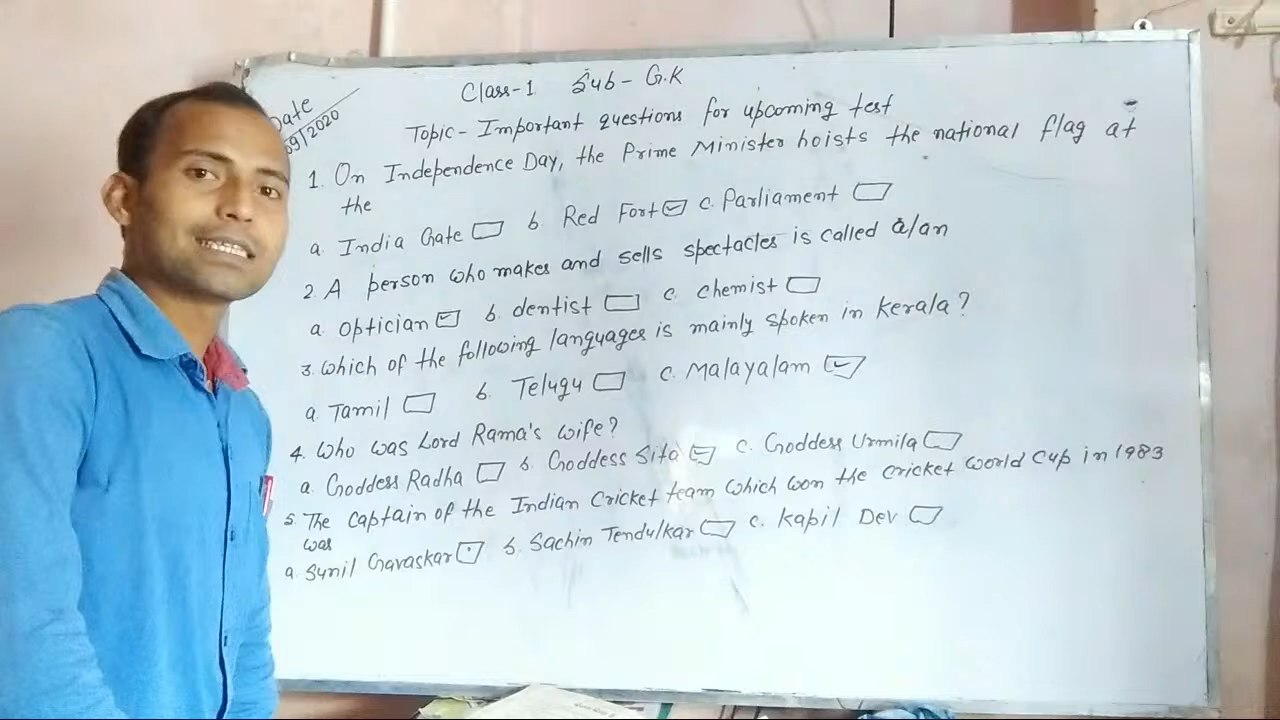 Date
09/2020
Class-1 Sub- G.K
Topic- Important questions for upcoming test
1. On Independence Day, the Prime Minister hoists the national flag at
the
a. India Gate b. Red Fort c. Parliament
2. A person who makes and sells spectacles is called a/an
a. optician b. dentist c. chemist
3. which of the following languages is mainly spoken in kerala?
a. Tamil b. Telugu c. Malayalam
4. who was Lord Rama's wife?
a. Goddess Radha b. Goddess Sita c. Goddess Urmila
5. The captain of the Indian Cricket team which won the cricket world cup in 1983
was
a. Sunil Gavaskar b. Sachin Tendulkar c. Kapil Dev